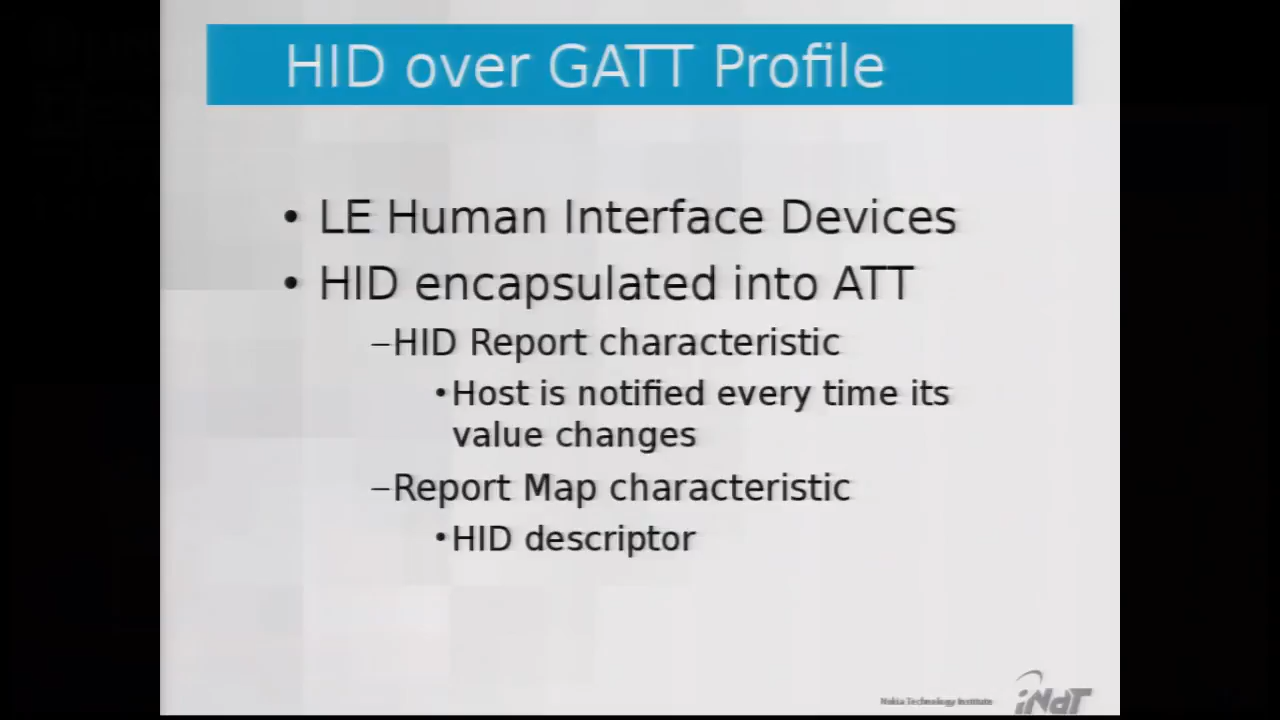 HID over GATT Profile
• LE Human Interface Devices
• HID encapsulated into ATT
–HID Report characteristic
•Host is notified every time its
value changes
–Report Map characteristic
•HID descriptor
Nokia Technology Institute
iNdT